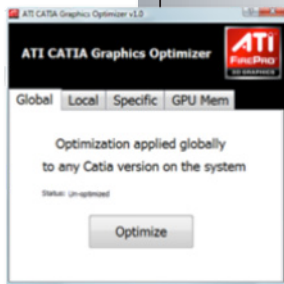 ATI CATIA Graphics Optimizer v1.0
ATI CATIA Graphics Optimizer
ATI
FIREPRO
3D GRAPHICS
Global Local Specific GPU Mem
Optimization applied globally
to any Catia version on the system
Status: Un-optimized
Optimize